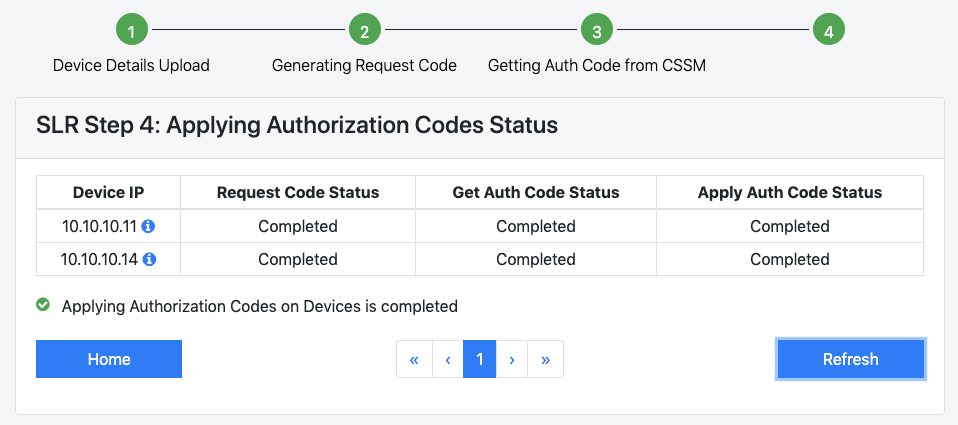 1 2 3 4
Device Details Upload Generating Request Code Getting Auth Code from CSSM
SLR Step 4: Applying Authorization Codes Status
Device IP Request Code Status Get Auth Code Status Apply Auth Code Status
10.10.10.11 Completed Completed Completed
10.10.10.14 Completed Completed Completed
Applying Authorization Codes on Devices is completed
Home « ‹ 1 › » Refresh